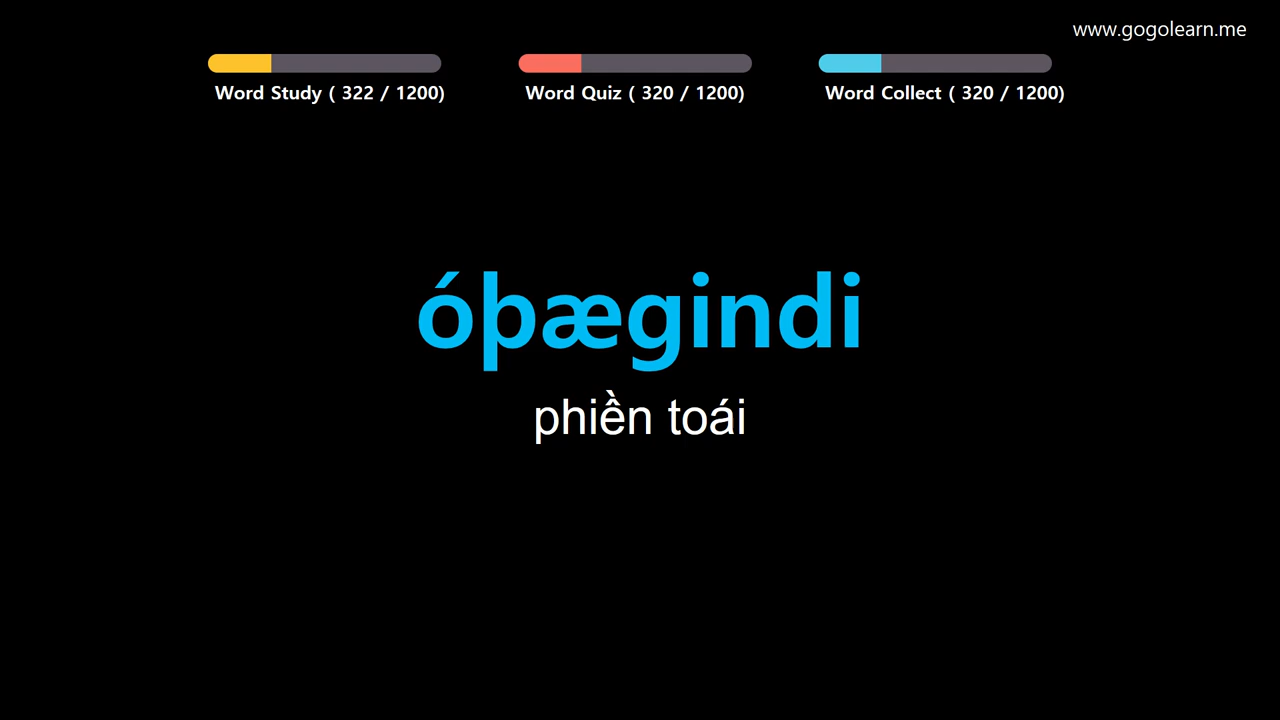 www.gogolearn.me
Word Study ( 322 / 1200)
Word Quiz ( 320 / 1200)
Word Collect ( 320 / 1200)
óþægindi
phiền toái